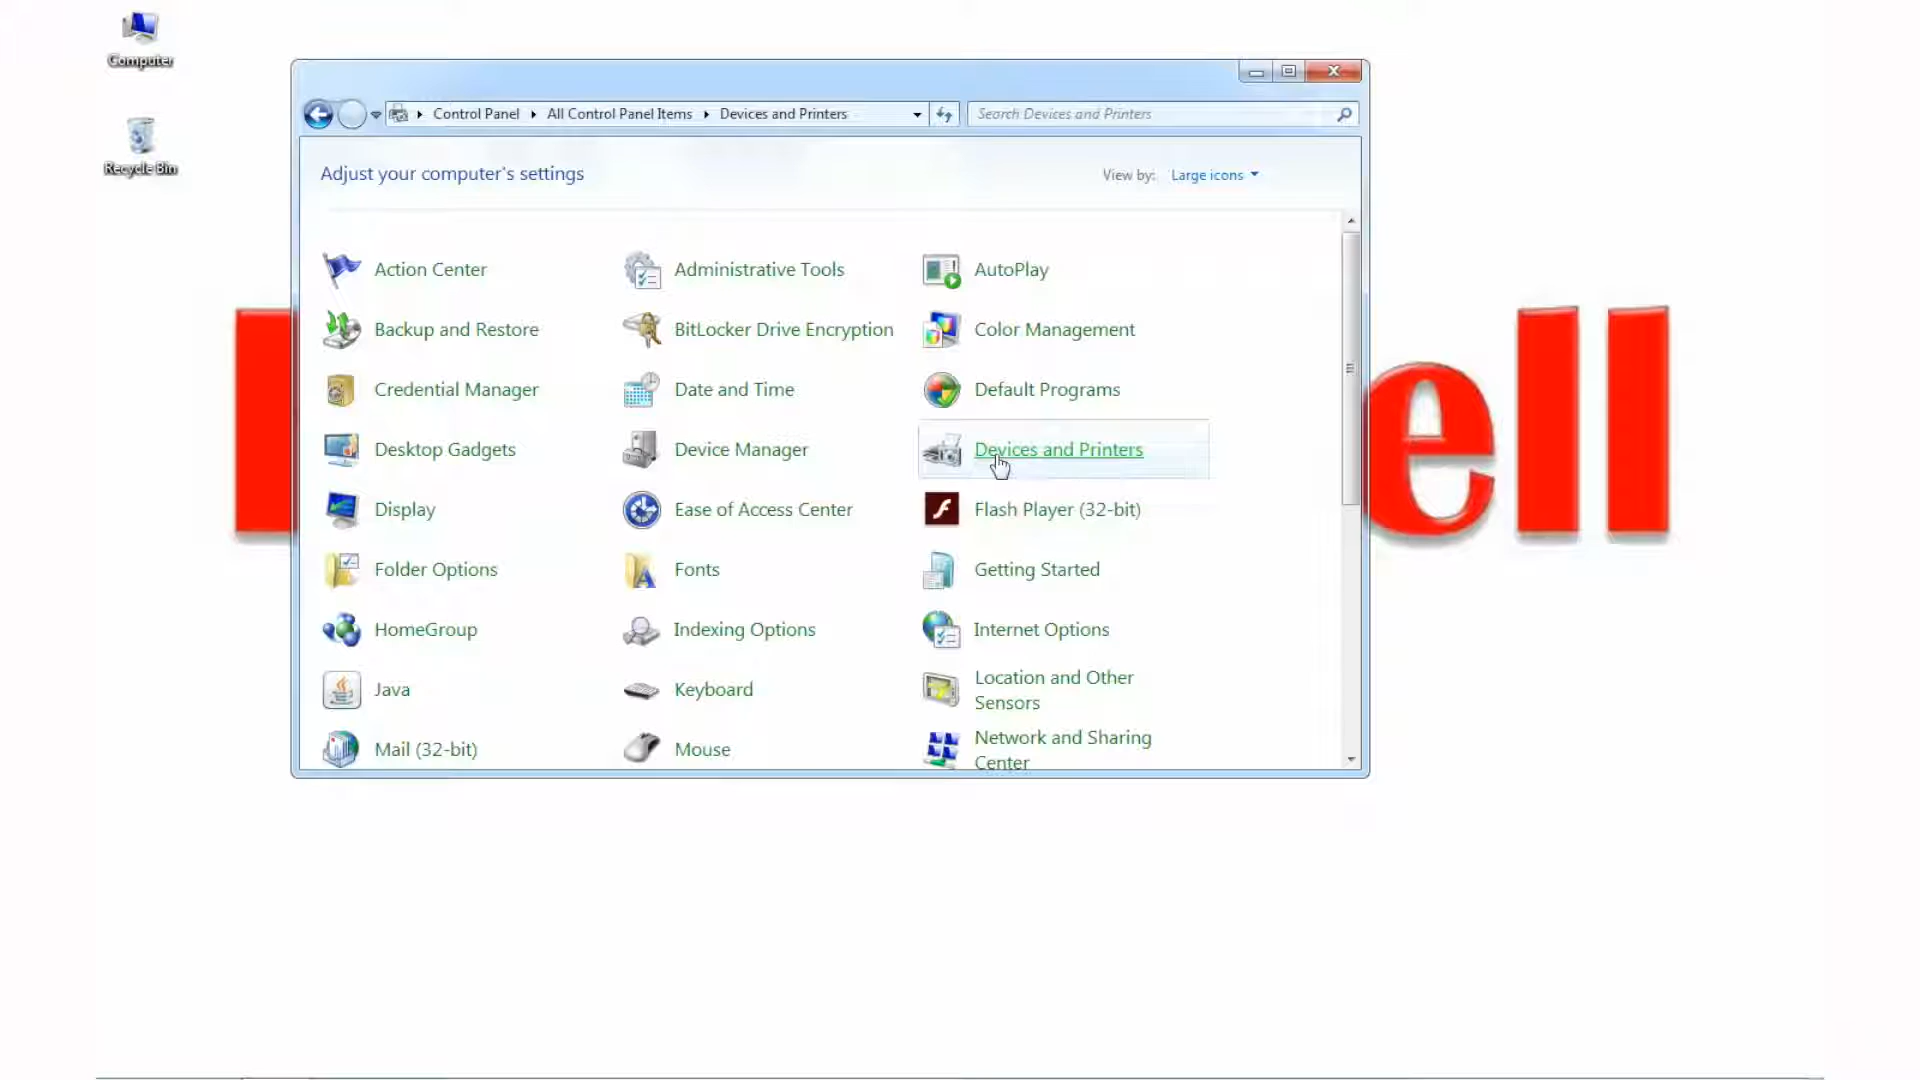 Computer
Recycle Bin
Control Panel All Control Panel Items Devices and Printers
Search Devices and Printers
Adjust your computer's settings
View by: Large icons
Action Center Administrative Tools AutoPlay
Backup and Restore BitLocker Drive Encryption Color Management
Credential Manager Date and Time Default Programs
Desktop Gadgets Device Manager Devices and Printers
Display Ease of Access Center Flash Player (32-bit)
Folder Options Fonts Getting Started
HomeGroup Indexing Options Internet Options
Java Keyboard Location and Other
Sensors
Mail (32-bit) Mouse Network and Sharing
Center
ell